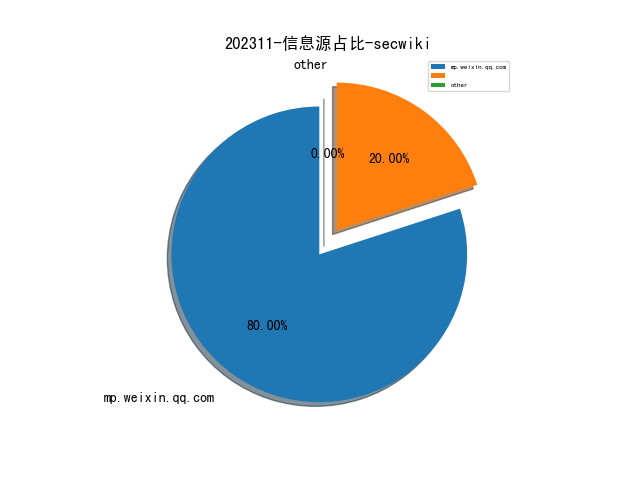 202311-信息源占比-secwiki
other
mp.weixin.qq.com
other
0.00%
20.00%
80.00%
mp.weixin.qq.com